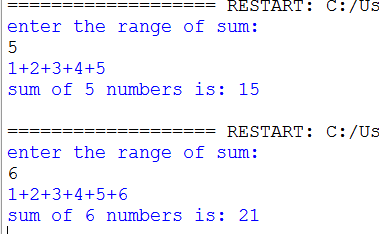 =================== RESTART: C:/Us
enter the range of sum:
5
1+2+3+4+5
sum of 5 numbers is: 15
=================== RESTART: C:/Us
enter the range of sum:
6
1+2+3+4+5+6
sum of 6 numbers is: 21